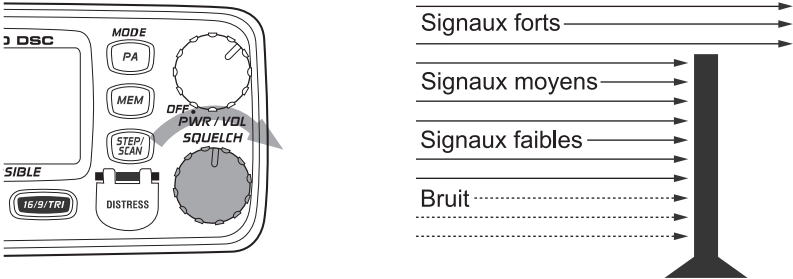 O DSC
MODE
PA
MEM
OFF
PWR / VOL
SQUELCH
STEP/
SCAN
SIBLE
16/9/TRI
DISTRESS
Signaux forts
Signaux moyens
Signaux faibles
Bruit